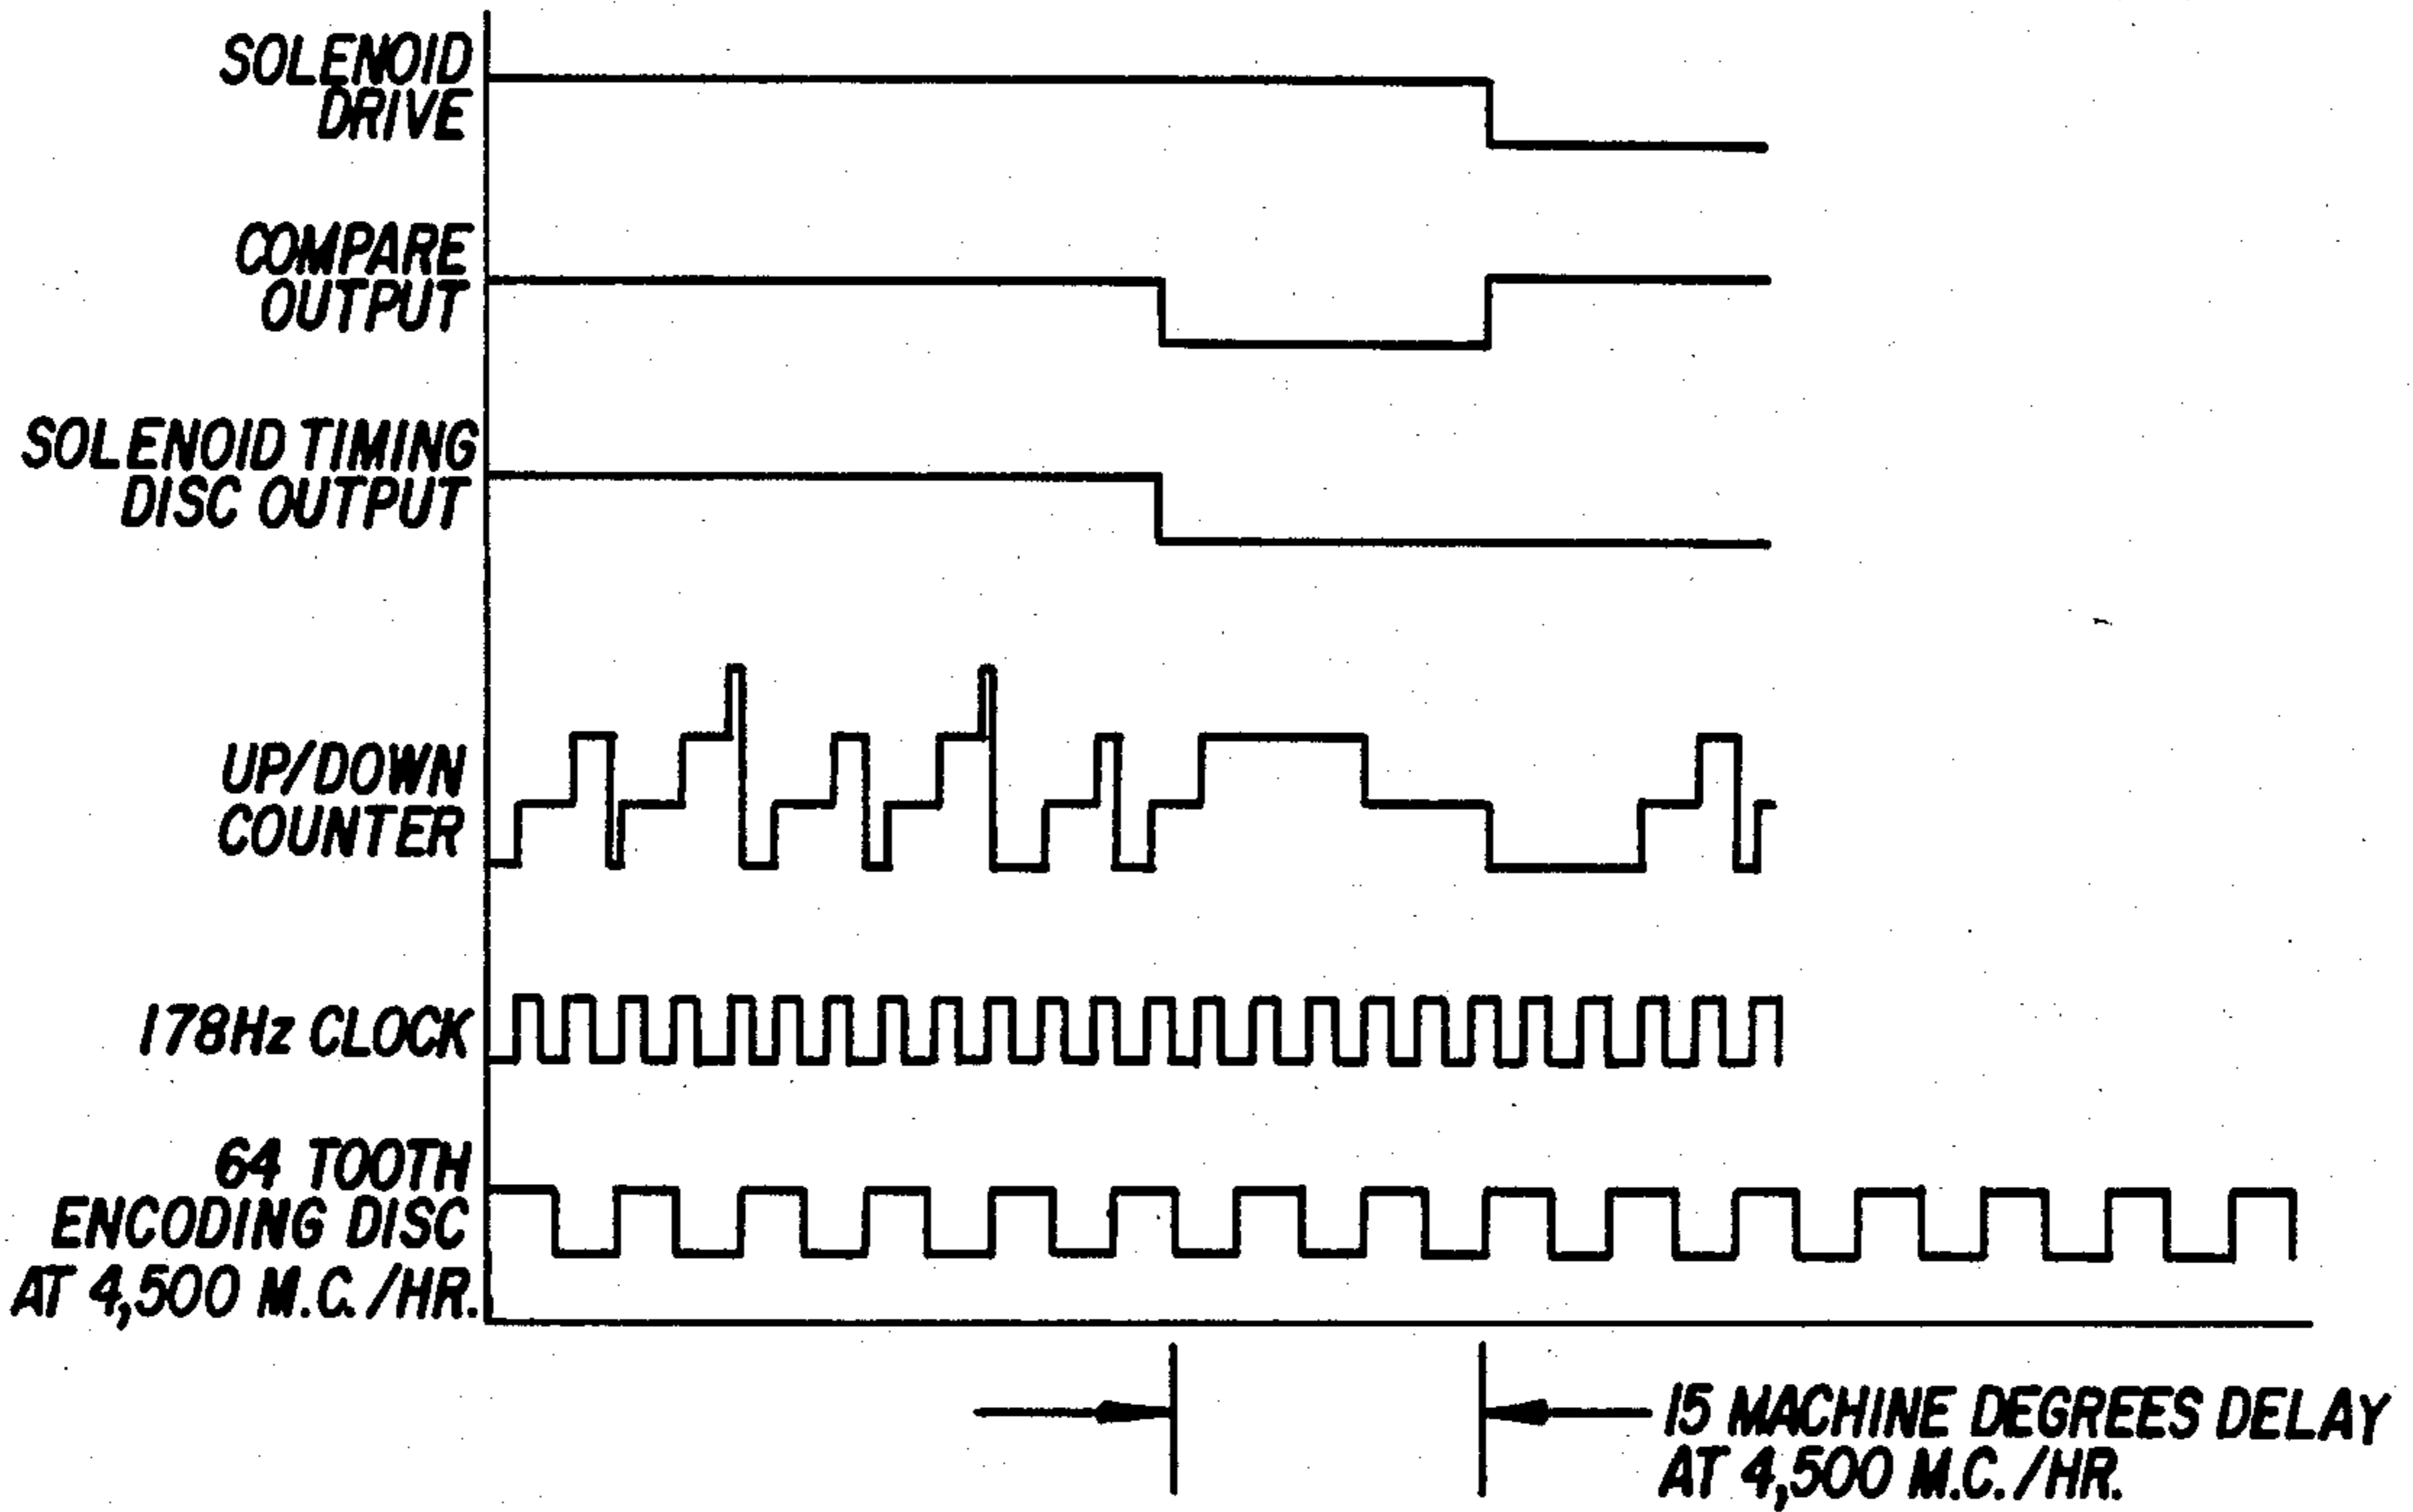 SOLENOID
DRIVE
COMPARE
OUTPUT
SOLENOID TIMING
DISC OUTPUT
UP/DOWN
COUNTER
178Hz CLOCK
64 TOOTH
ENCODING DISC
AT 4,500 M.C./HR.
15 MACHINE DEGREES DELAY
AT 4,500 M.C./HR.